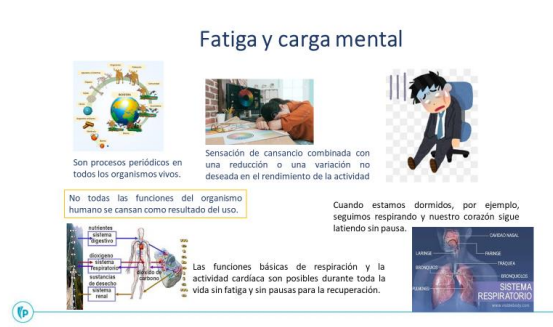 Fatiga y carga mental
Son procesos periódicos en
todos los organismos vivos.
Sensación de cansancio combinada con
una reducción o una variación no
deseada en el rendimiento de la actividad
No todas las funciones del organismo
humano se cansan como resultado del uso.
Cuando estamos dormidos, por ejemplo,
seguimos respirando y nuestro corazón sigue
latiendo sin pausa.
nutrientes
sistema
digestivo
dioxígeno
sistema
respiratorio
sustancias
de desecho
sistema
renal
dióxido de
carbono
Las funciones básicas de respiración y la
actividad cardíaca son posibles durante toda la
vida sin fatiga y sin pausas para la recuperación.
CAVIDAD NASAL
LARINGE
FARINGE
TRAQUEA
BRONQUIOS
BRONQUIOLOS
SISTEMA
RESPIRATORIO